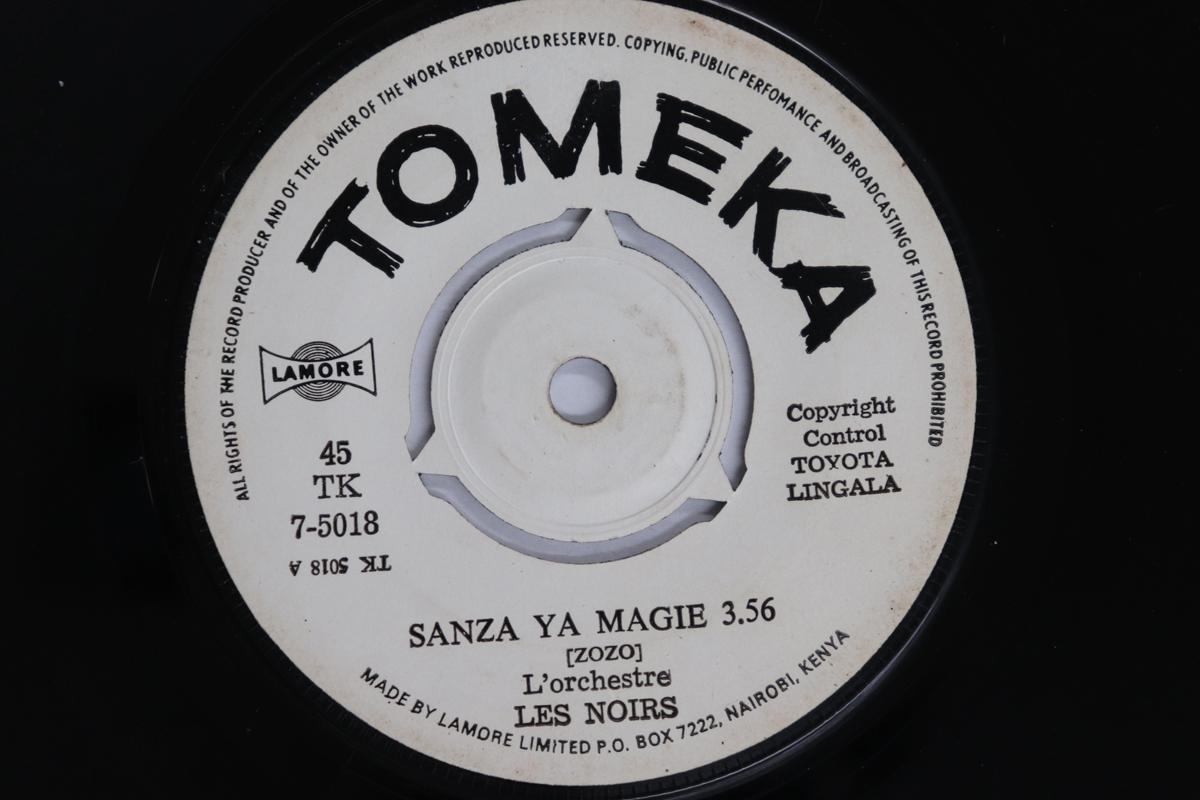 ALL RIGHTS OF THE RECORD PRODUCER AND OF THE OWNER OF THE WORK REPRODUCED RESERVED. COPYING, PUBLIC PERFOMANCE AND BROADCASTING OF THIS RECORD PROHIBITED
TOMEKA
LAMORE
45
TK
7-5018
TK 5018 A
Copyright
Control
TOYOTA
LINGALA
SANZA YA MAGIE 3.56
[ZOZO]
L'orchestre
LES NOIRS
MADE BY LAMORE LIMITED P.O. BOX 7222, NAIROBI, KENYA